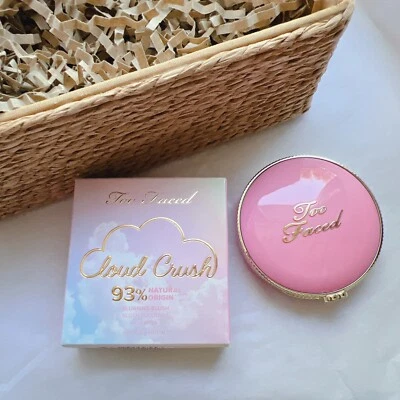 Too Faced
Cloud Crush
93% NATURAL
ORIGIN
Too
Faced